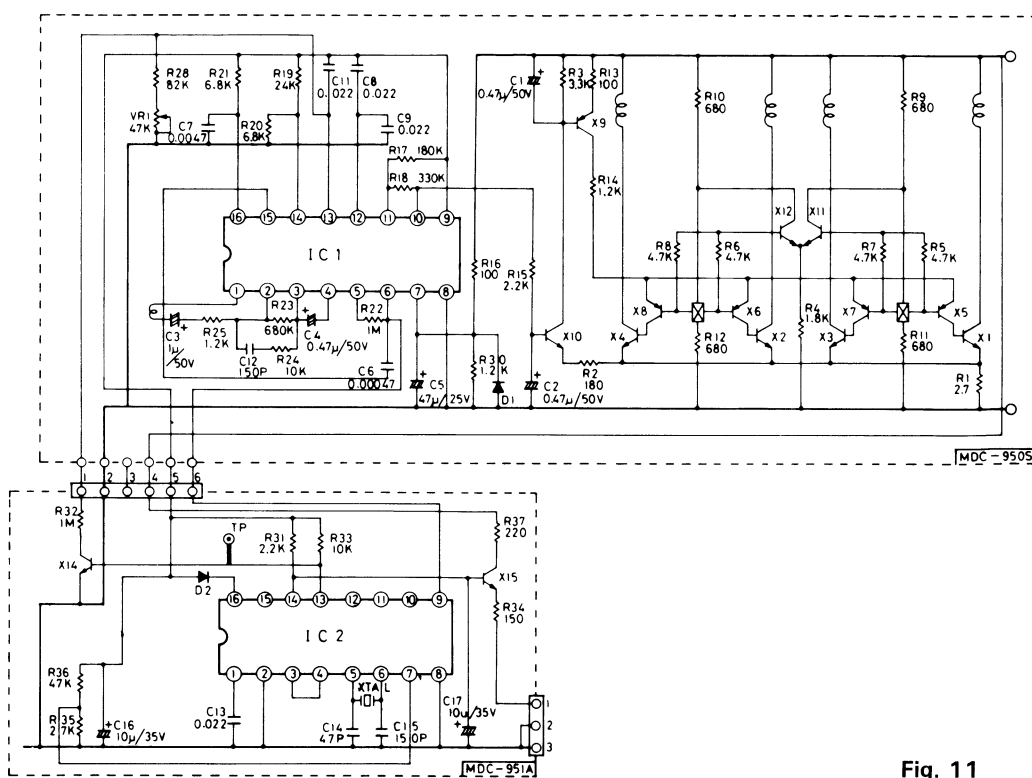 R28
82K
R21
6.8K
R19
24K
C11
0.022
C8
0.022
C1
0.47μ/50V
R3
3.3K
R13
100
R10
680
R9
680
VR1
47K
C7
0.0047
R20
6.8K
C9
0.022
X9
R17 180K
R18 330K
R14
1.2K
X12
X11
16
15
14
13
12
11
10
9
IC1
R16
100
R15
2.2K
R8
4.7K
R6
4.7K
R7
4.7K
R5
4.7K
1
2
3
4
5
6
7
8
R23
680K
R22
1M
X8
X6
R4
1.8K
X7
X5
C3
1μ/
50V
R25
1.2K
C4
0.47μ/50V
X10
X4
R12
680
X2
X3
R11
680
X1
C12
150P
R24
10K
C6
0.00047
R30
1.2K
R2
180
R1
2.7
C5
47μ/25V
D1
C2
0.47μ/50V
MDC-950S
1
2
3
4
5
6
R32
1M
TP
R31
2.2K
R33
10K
R37
220
X14
X15
D2
16
15
14
13
12
11
10
9
R34
150
IC2
R36
47K
1
2
3
4
5
6
7
8
XTAL
C17
10μ/35V
1
R35
2.7K
C16
10μ/35V
C13
0.022
C14
47P
C15
150P
2
3
MDC-951A
Fig. 11